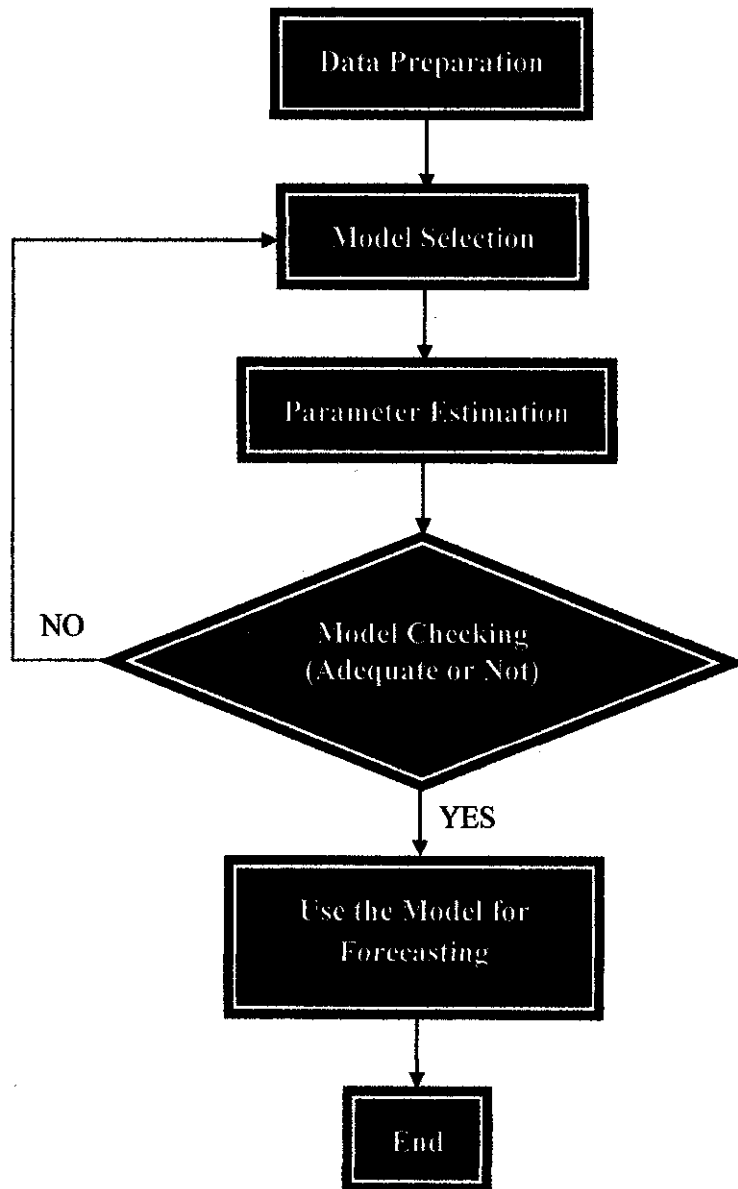 Data Preparation
Model Selection
Parameter Estimation
Model Checking
(Adequate or Not)
NO
YES
Use the Model for
Forecasting
End